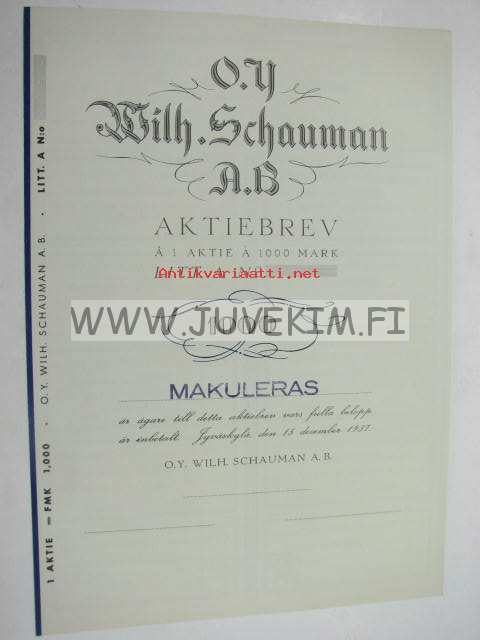 O.Y
Wilh. Schauman
A.B
AKTIEBREV
À 1 AKTIE À 1000 MARK
LITT. A No
Antikvariaatti.net
WWW.JUVEKIM.FI
1000
MAKULERAS
är ägare till detta aktiebrev vars fulla belopp
är inbetalt. Jyväskylä den 15 december 1937.
O.Y. WILH. SCHAUMAN A.B.
1 AKTIE = FMK 1,000 · O.Y. WILH. SCHAUMAN A.B. · LITT. A N:o